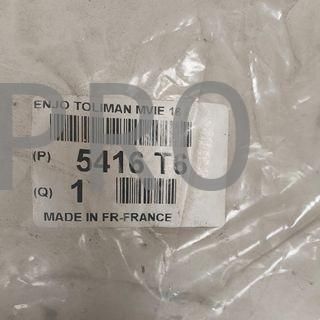 ENJO TOLIMAN MVIE 16
(P) 5416 T6
(Q) 1
MADE IN FR-FRANCE
PRO